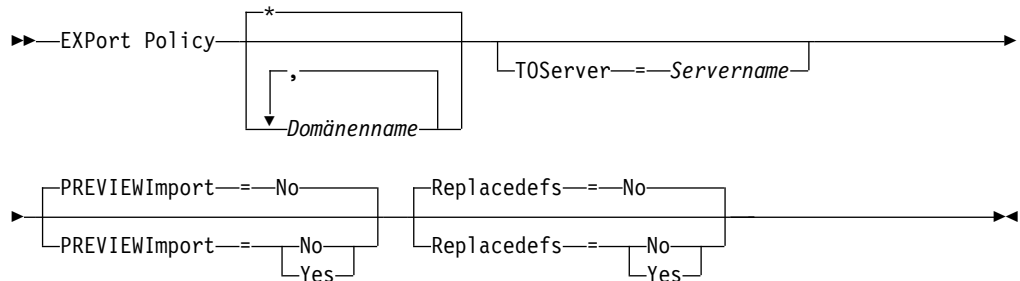 *
EXPort Policy
,
Domänenname
TOServer = Servername
PREVIEWImport = No
PREVIEWImport = No
Yes
Replacedefs = No
Replacedefs = No
Yes